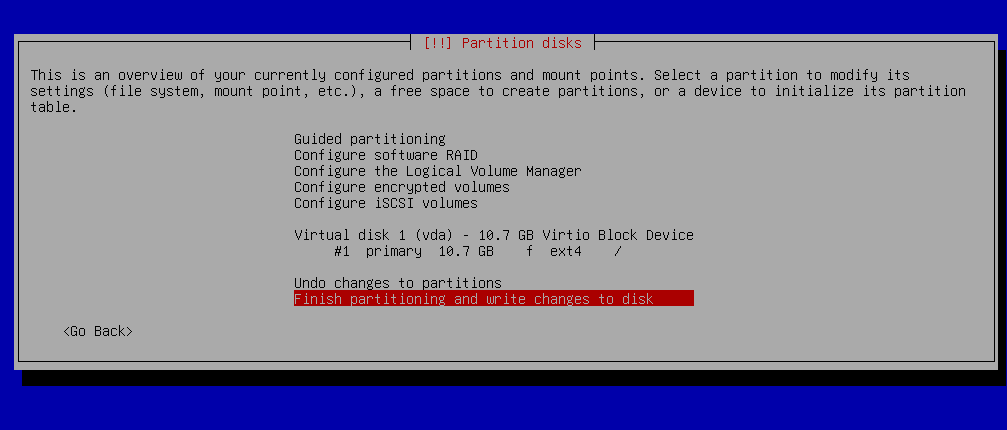 [!!] Partition disks
This is an overview of your currently configured partitions and mount points. Select a partition to modify its
settings (file system, mount point, etc.), a free space to create partitions, or a device to initialize its partition
table.
Guided partitioning
Configure software RAID
Configure the Logical Volume Manager
Configure encrypted volumes
Configure iSCSI volumes
Virtual disk 1 (vda) - 10.7 GB Virtio Block Device
#1 primary 10.7 GB f ext4 /
Undo changes to partitions
Finish partitioning and write changes to disk
<Go Back>